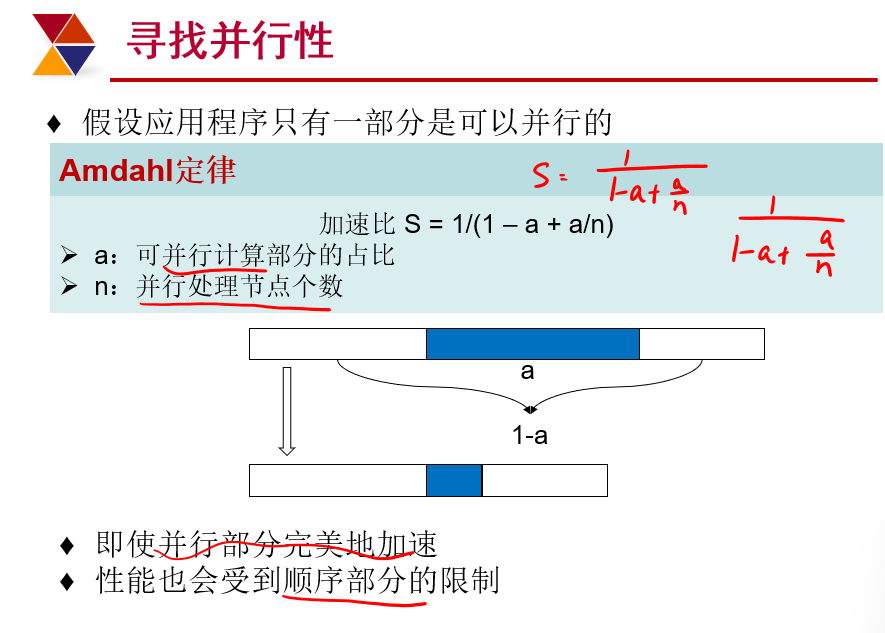 寻找并行性
♦ 假设应用程序只有一部分是可以并行的
Amdahl定律
S = 1/(1-a+a/n)
加速比 S = 1/(1 – a + a/n)
1/(1-a+a/n)
➢ a：可并行计算部分的占比
➢ n：并行处理节点个数
a
1-a
♦ 即使并行部分完美地加速
♦ 性能也会受到顺序部分的限制